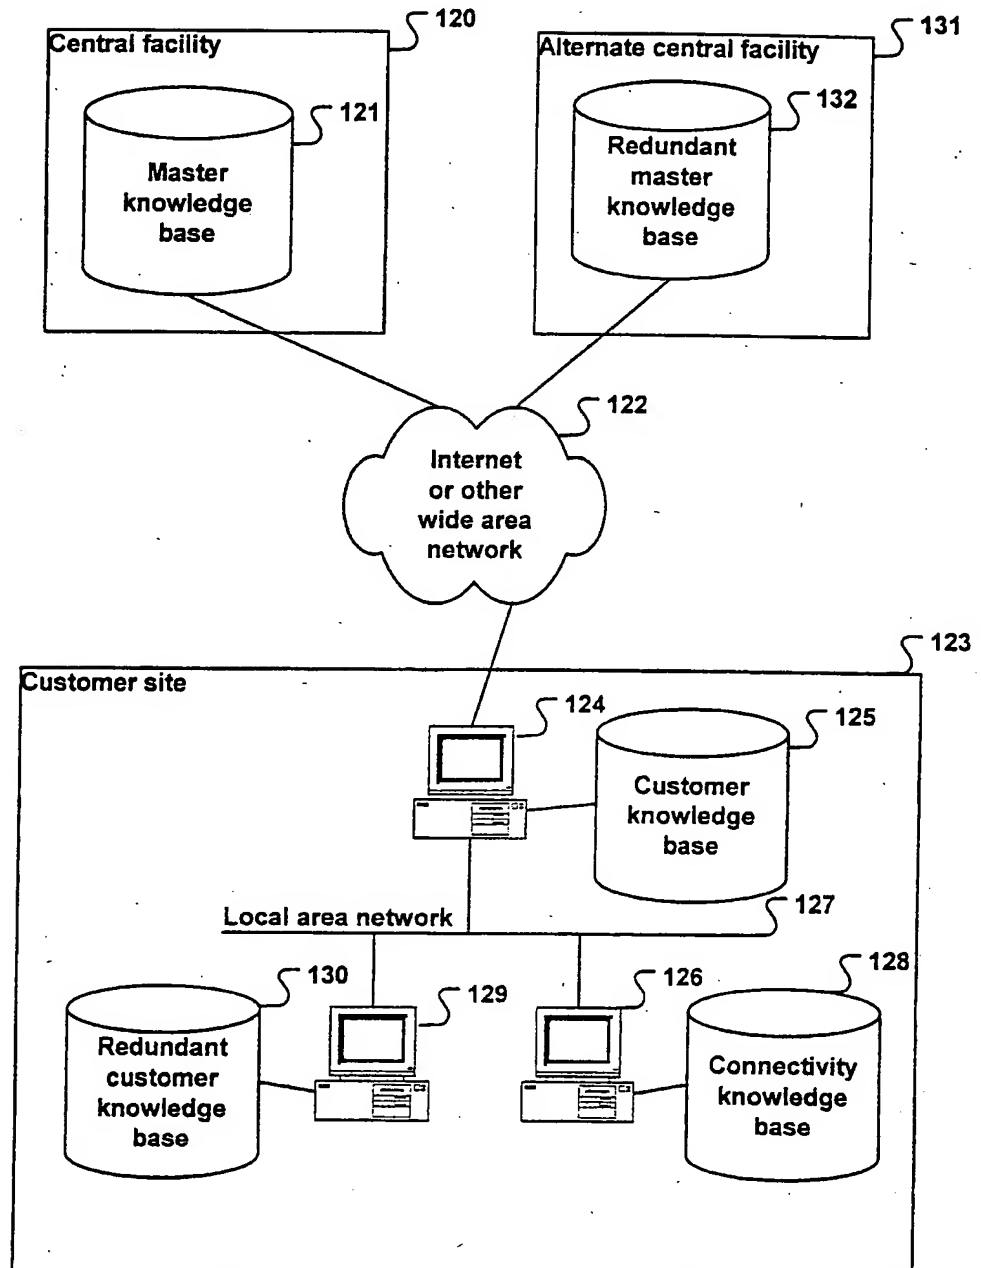 120
Central facility
121
Master
knowledge
base
131
Alternate central facility
132
Redundant
master
knowledge
base
122
Internet
or other
wide area
network
123
Customer site
124
125
Customer
knowledge
base
Local area network
127
130
Redundant
customer
knowledge
base
129
126
128
Connectivity
knowledge
base